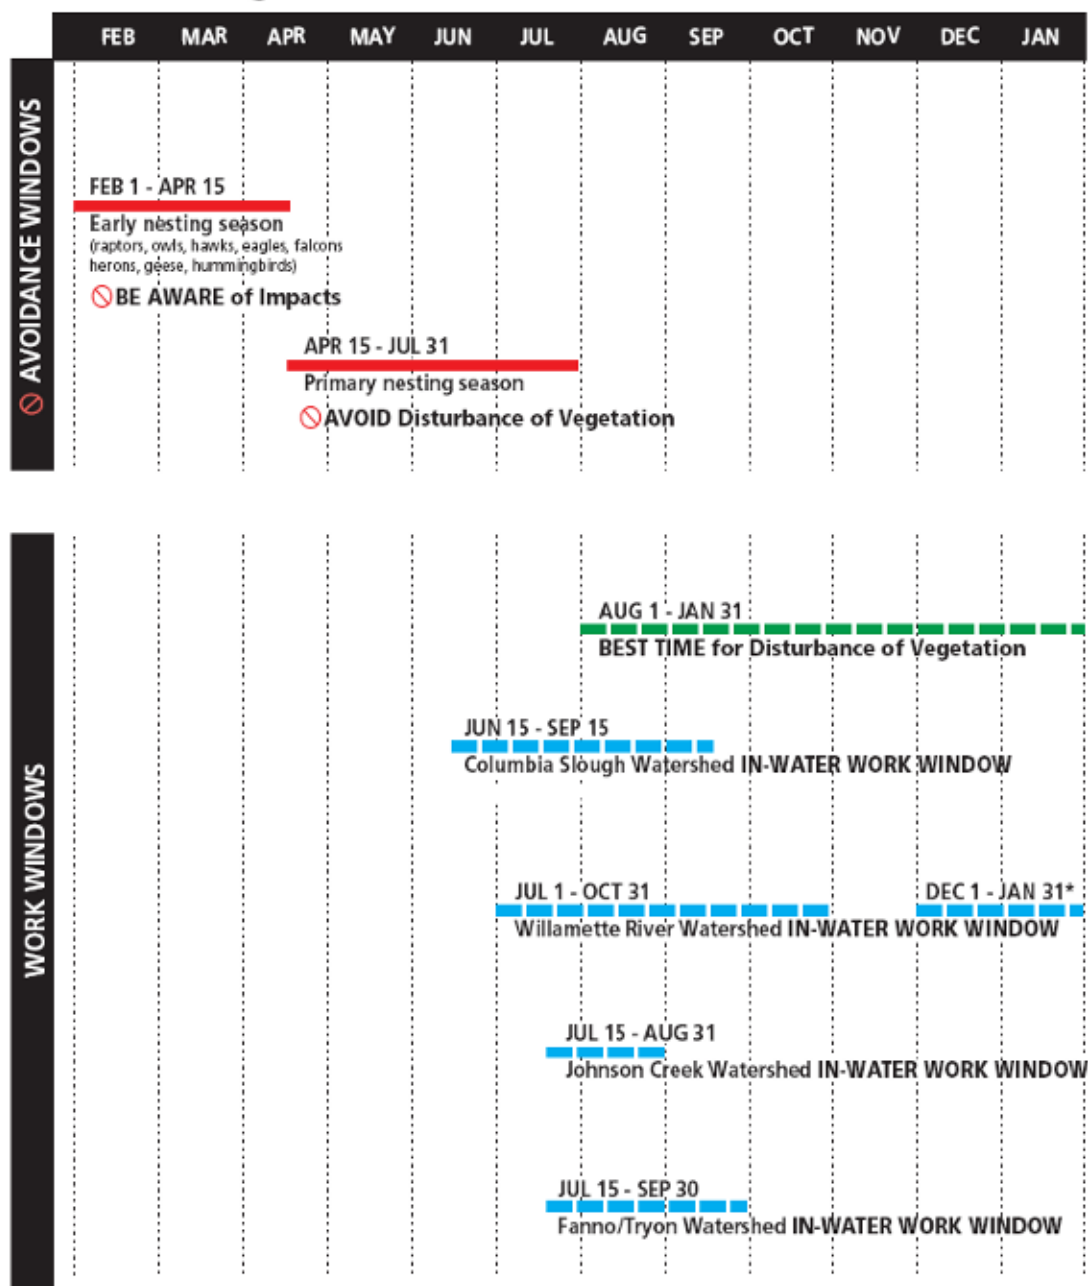 FEB MAR APR MAY JUN JUL AUG SEP OCT NOV DEC JAN
AVOIDANCE WINDOWS
FEB 1 - APR 15
Early nesting season
(raptors, owls, hawks, eagles, falcons
herons, geese, hummingbirds)
BE AWARE of Impacts
APR 15 - JUL 31
Primary nesting season
AVOID Disturbance of Vegetation
WORK WINDOWS
AUG 1 - JAN 31
BEST TIME for Disturbance of Vegetation
JUN 15 - SEP 15
Columbia Slough Watershed IN-WATER WORK WINDOW
JUL 1 - OCT 31 DEC 1 - JAN 31*
Willamette River Watershed IN-WATER WORK WINDOW
JUL 15 - AUG 31
Johnson Creek Watershed IN-WATER WORK WINDOW
JUL 15 - SEP 30
Fanno/Tryon Watershed IN-WATER WORK WINDOW